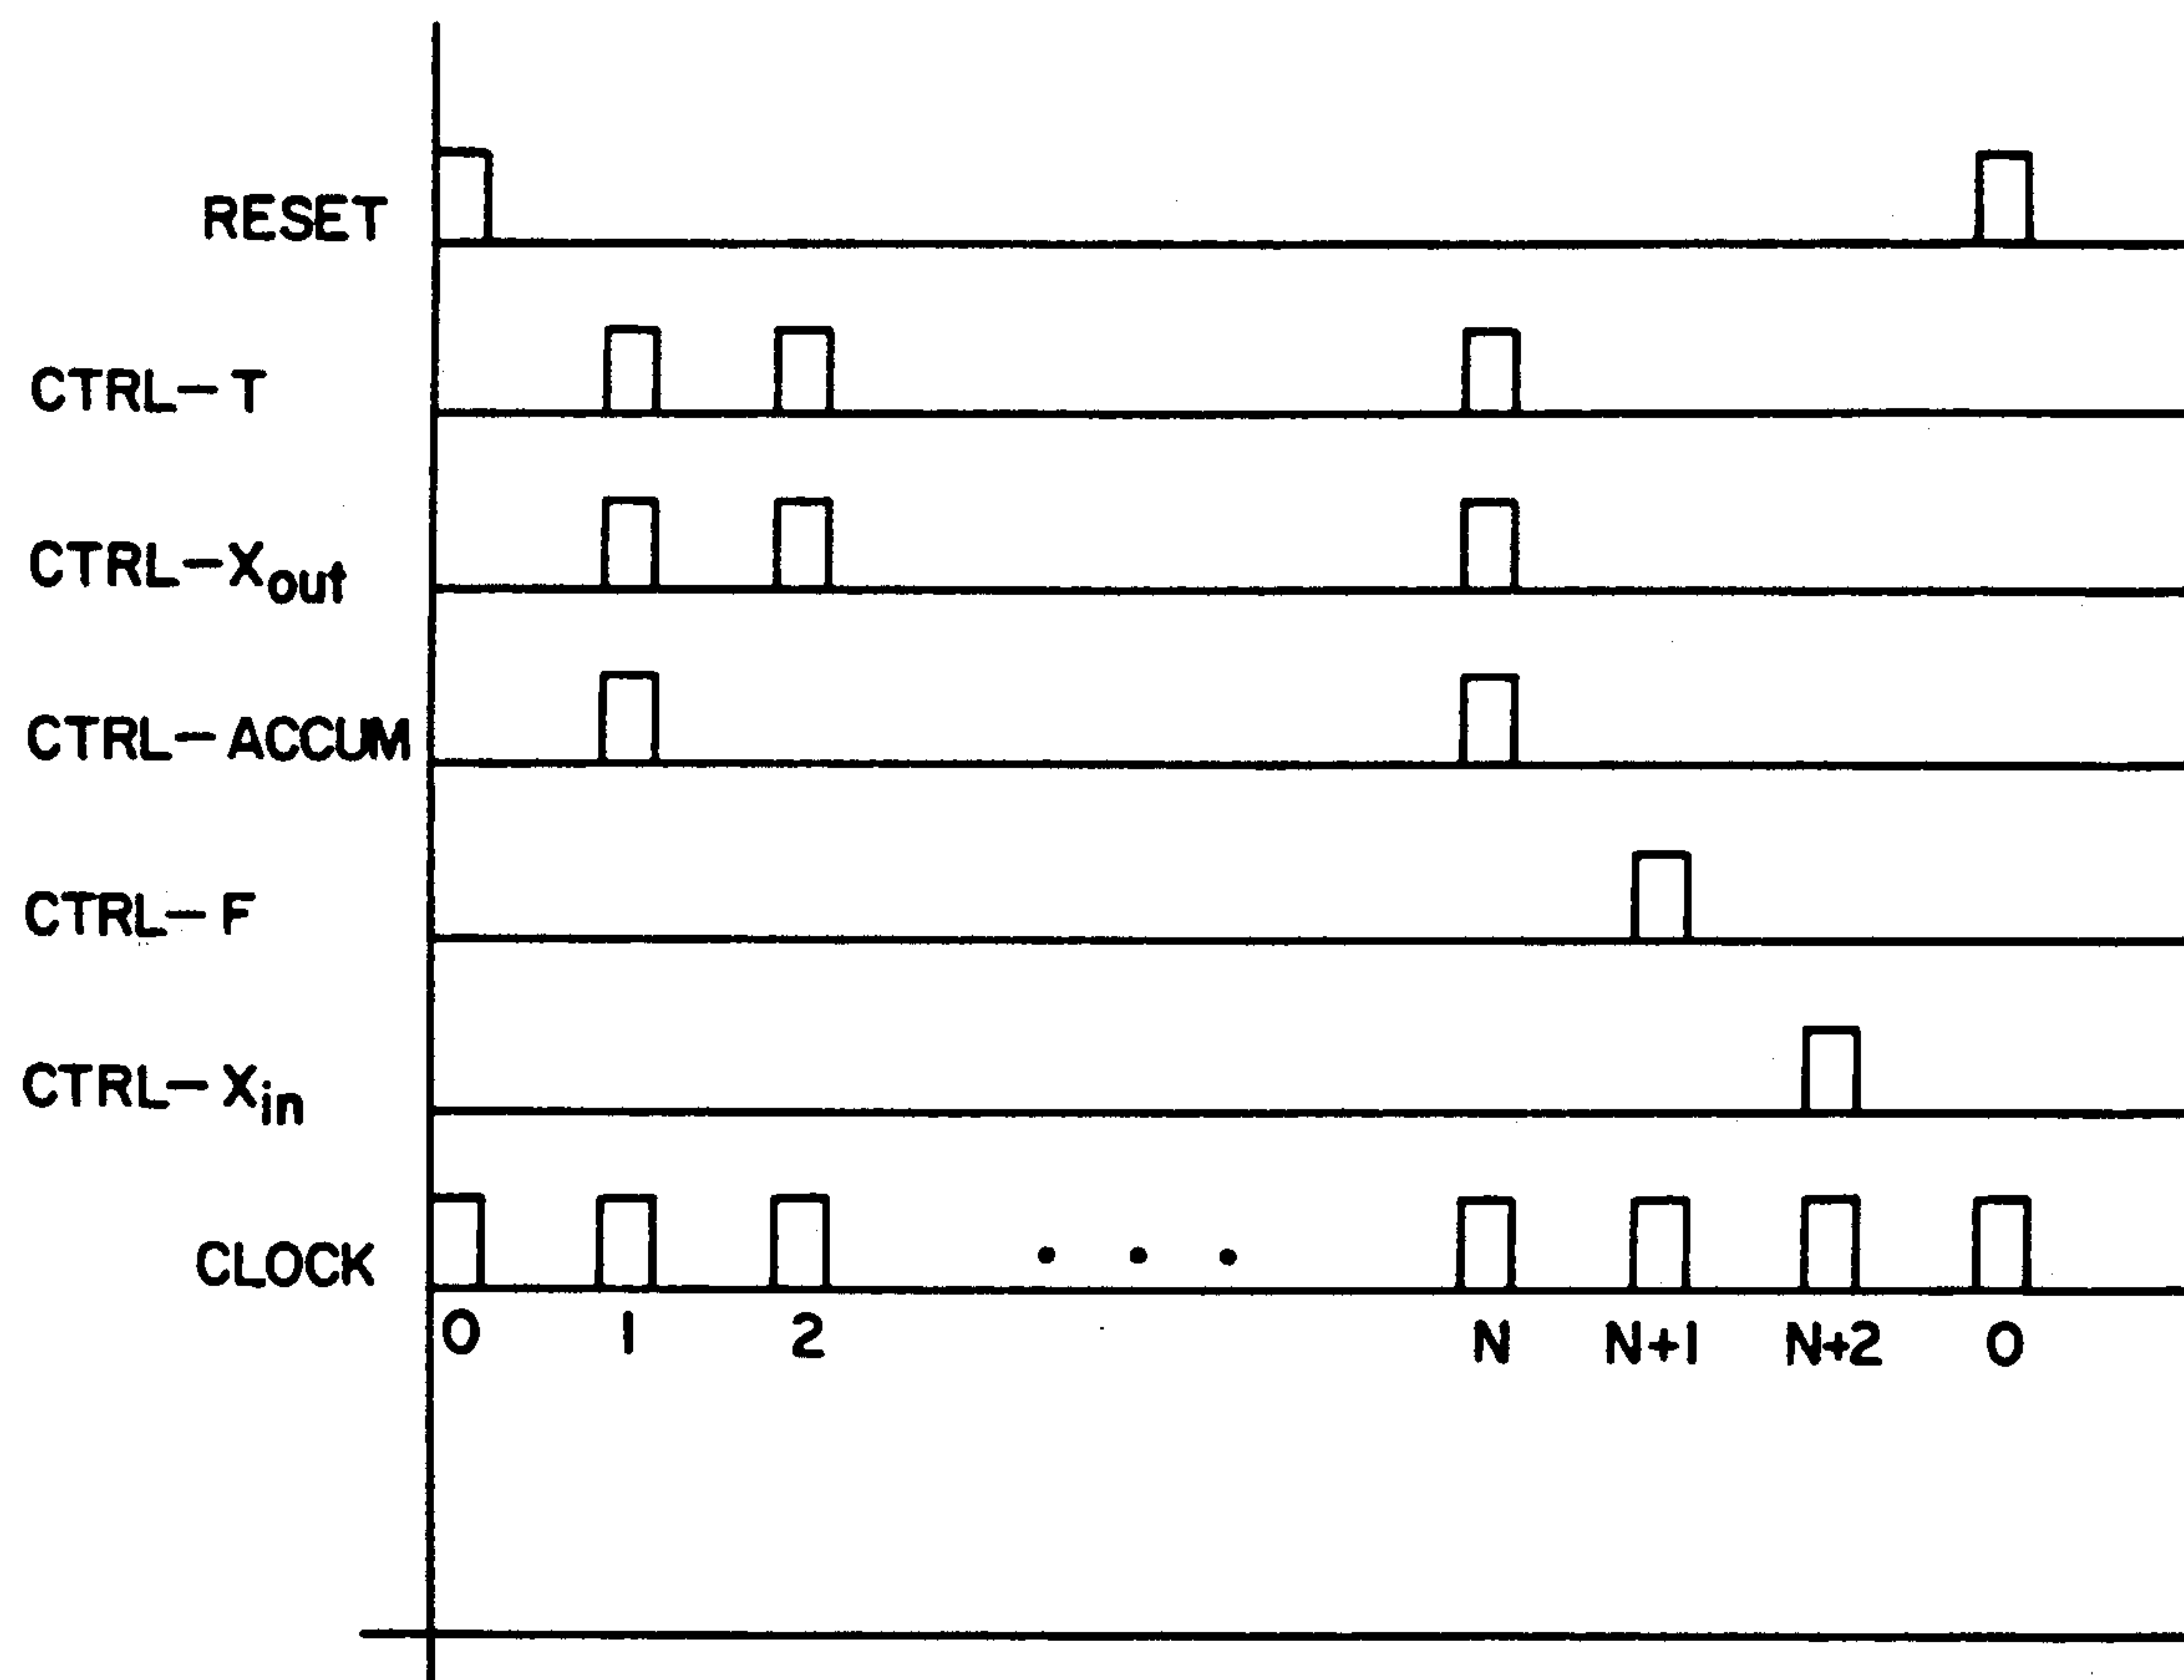 RESET
CTRL-T
CTRL-Xout
CTRL-ACCUM
CTRL-F
CTRL-Xin
CLOCK
0 1 2 • • • N N+1 N+2 0